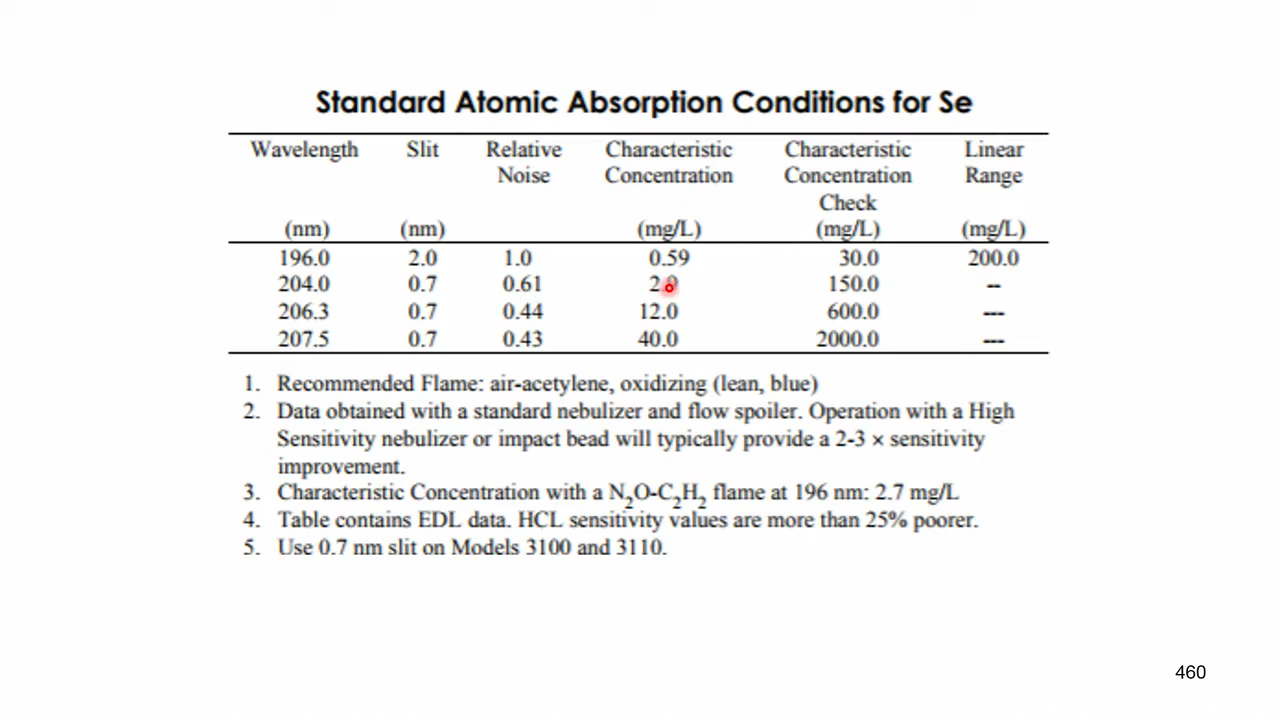 Standard Atomic Absorption Conditions for Se
Wavelength Slit Relative Characteristic Characteristic Linear
Noise Concentration Concentration Range
Check
(nm) (nm) (mg/L) (mg/L) (mg/L)
196.0 2.0 1.0 0.59 30.0 200.0
204.0 0.7 0.61 150.0 --
206.3 0.7 0.44 12.0 600.0 ---
207.5 0.7 0.43 40.0 2000.0 ---
1. Recommended Flame: air-acetylene, oxidizing (lean, blue)
2. Data obtained with a standard nebulizer and flow spoiler. Operation with a High
Sensitivity nebulizer or impact bead will typically provide a 2-3 × sensitivity
improvement.
3. Characteristic Concentration with a N₂O-C₂H₂ flame at 196 nm: 2.7 mg/L
4. Table contains EDL data. HCL sensitivity values are more than 25% poorer.
5. Use 0.7 nm slit on Models 3100 and 3110.
460